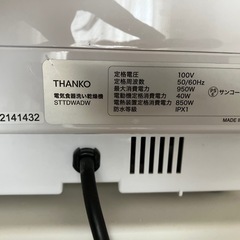 THANKO
電気食器洗い乾燥機
STTDWADW
定格電圧 100V
定格周波数 50/60Hz
最大消費電力 950W
電動機定格消費電力 40W
電熱装置定格消費電力 850W
防水等級 IPX1
サンコー
2141432
MADE IN